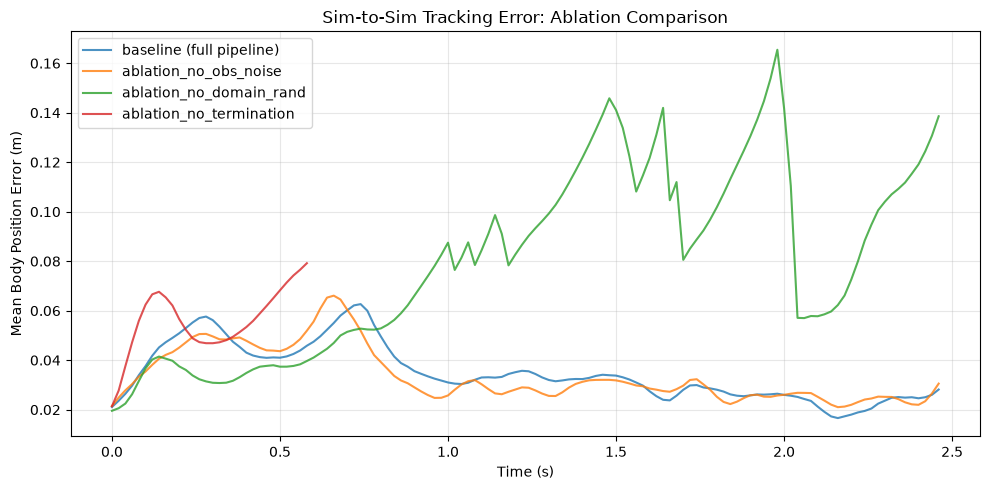 Sim-to-Sim Tracking Error: Ablation Comparison
baseline (full pipeline)
ablation_no_obs_noise
ablation_no_domain_rand
ablation_no_termination
Mean Body Position Error (m)
0.16
0.14
0.12
0.10
0.08
0.06
0.04
0.02
0.0 0.5 1.0 1.5 2.0 2.5
Time (s)